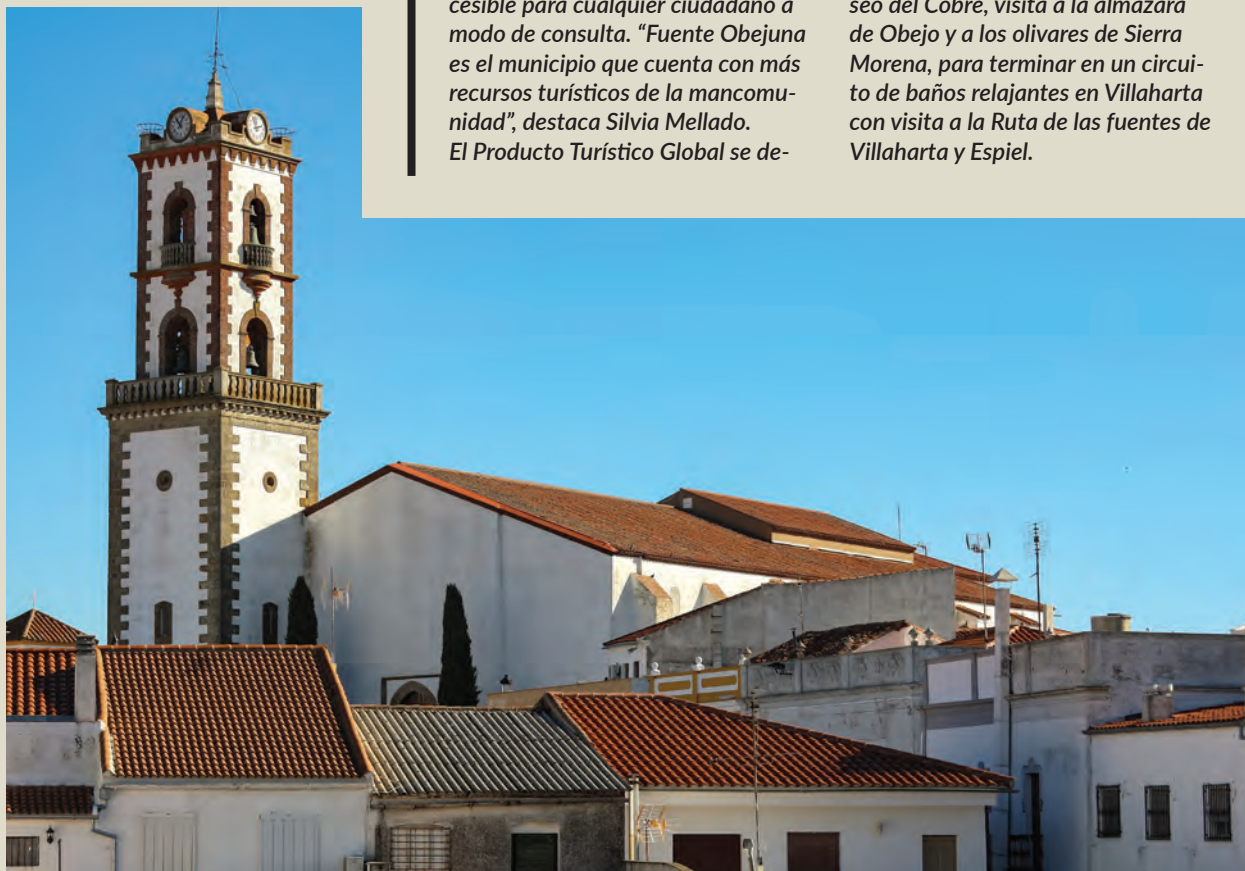 cesible para cualquier ciudadano a
modo de consulta. “Fuente Obejuna
es el municipio que cuenta con más
recursos turísticos de la mancomu-
nidad”, destaca Silvia Mellado.
El Producto Turístico Global se de-
seo del Cobre, visita a la almazara
de Obejo y a los olivares de Sierra
Morena, para terminar en un circui-
to de baños relajantes en Villaharta
con visita a la Ruta de las fuentes de
Villaharta y Espiel.